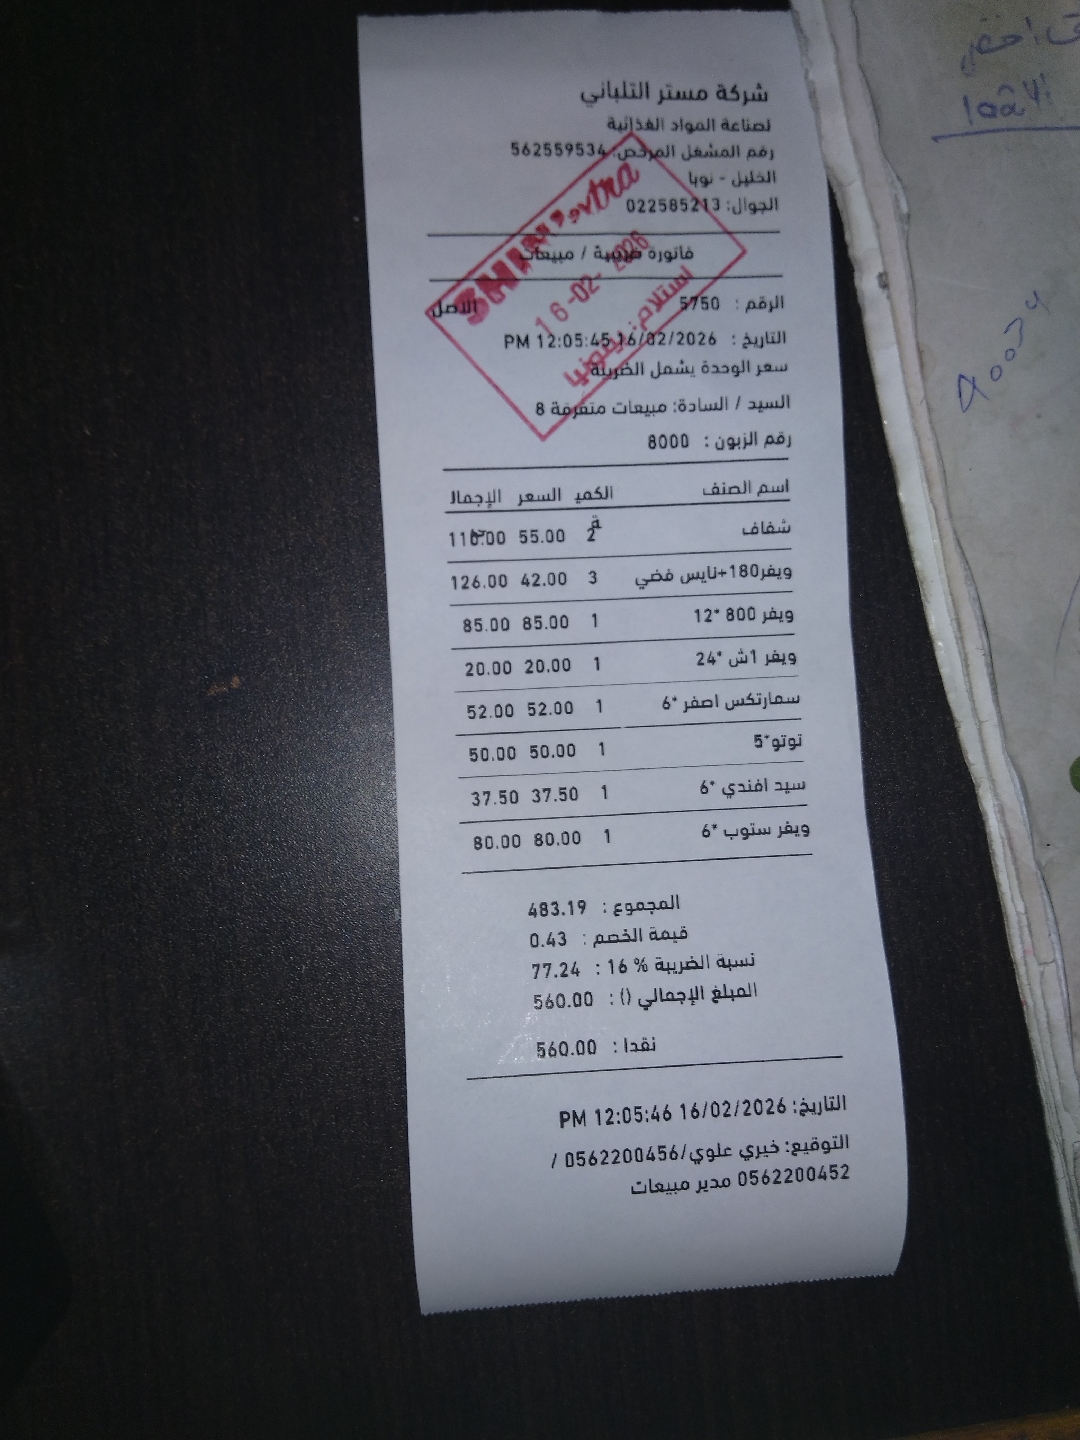 شركة مستر التلباني
لصناعة المواد الغذائية
رقم المشغل المرخص: 562559534
الخليل - نوبا
الجوال: 022585213
فاتورة ضريبية / مبيعات
الرقم : 5750 الاصل
التاريخ : 16/02/2026 12:05:45 PM
سعر الوحدة يشمل الضريبة
السيد / السادة: مبيعات متفرقة 8
رقم الزبون : 8000
16-02-2026
استلام:
اسم الصنف الكمية السعر الإجمالي
شفاف 2 55.00 110.00
ويفر180+نايس فضي 3 42.00 126.00
ويفر 800 *12 1 85.00 85.00
ويفر 1ش *24 1 20.00 20.00
سمارتكس اصفر *6 1 52.00 52.00
توتو*5 1 50.00 50.00
سيد افندي *6 1 37.50 37.50
ويفر ستوب *6 1 80.00 80.00
المجموع : 483.19
قيمة الخصم : 0.43
نسبة الضريبة % 16 : 77.24
المبلغ الإجمالي () : 560.00
نقدا : 560.00
التاريخ: 16/02/2026 12:05:46 PM
التوقيع: خيري علوي/0562200456 /
0562200452 مدير مبيعات